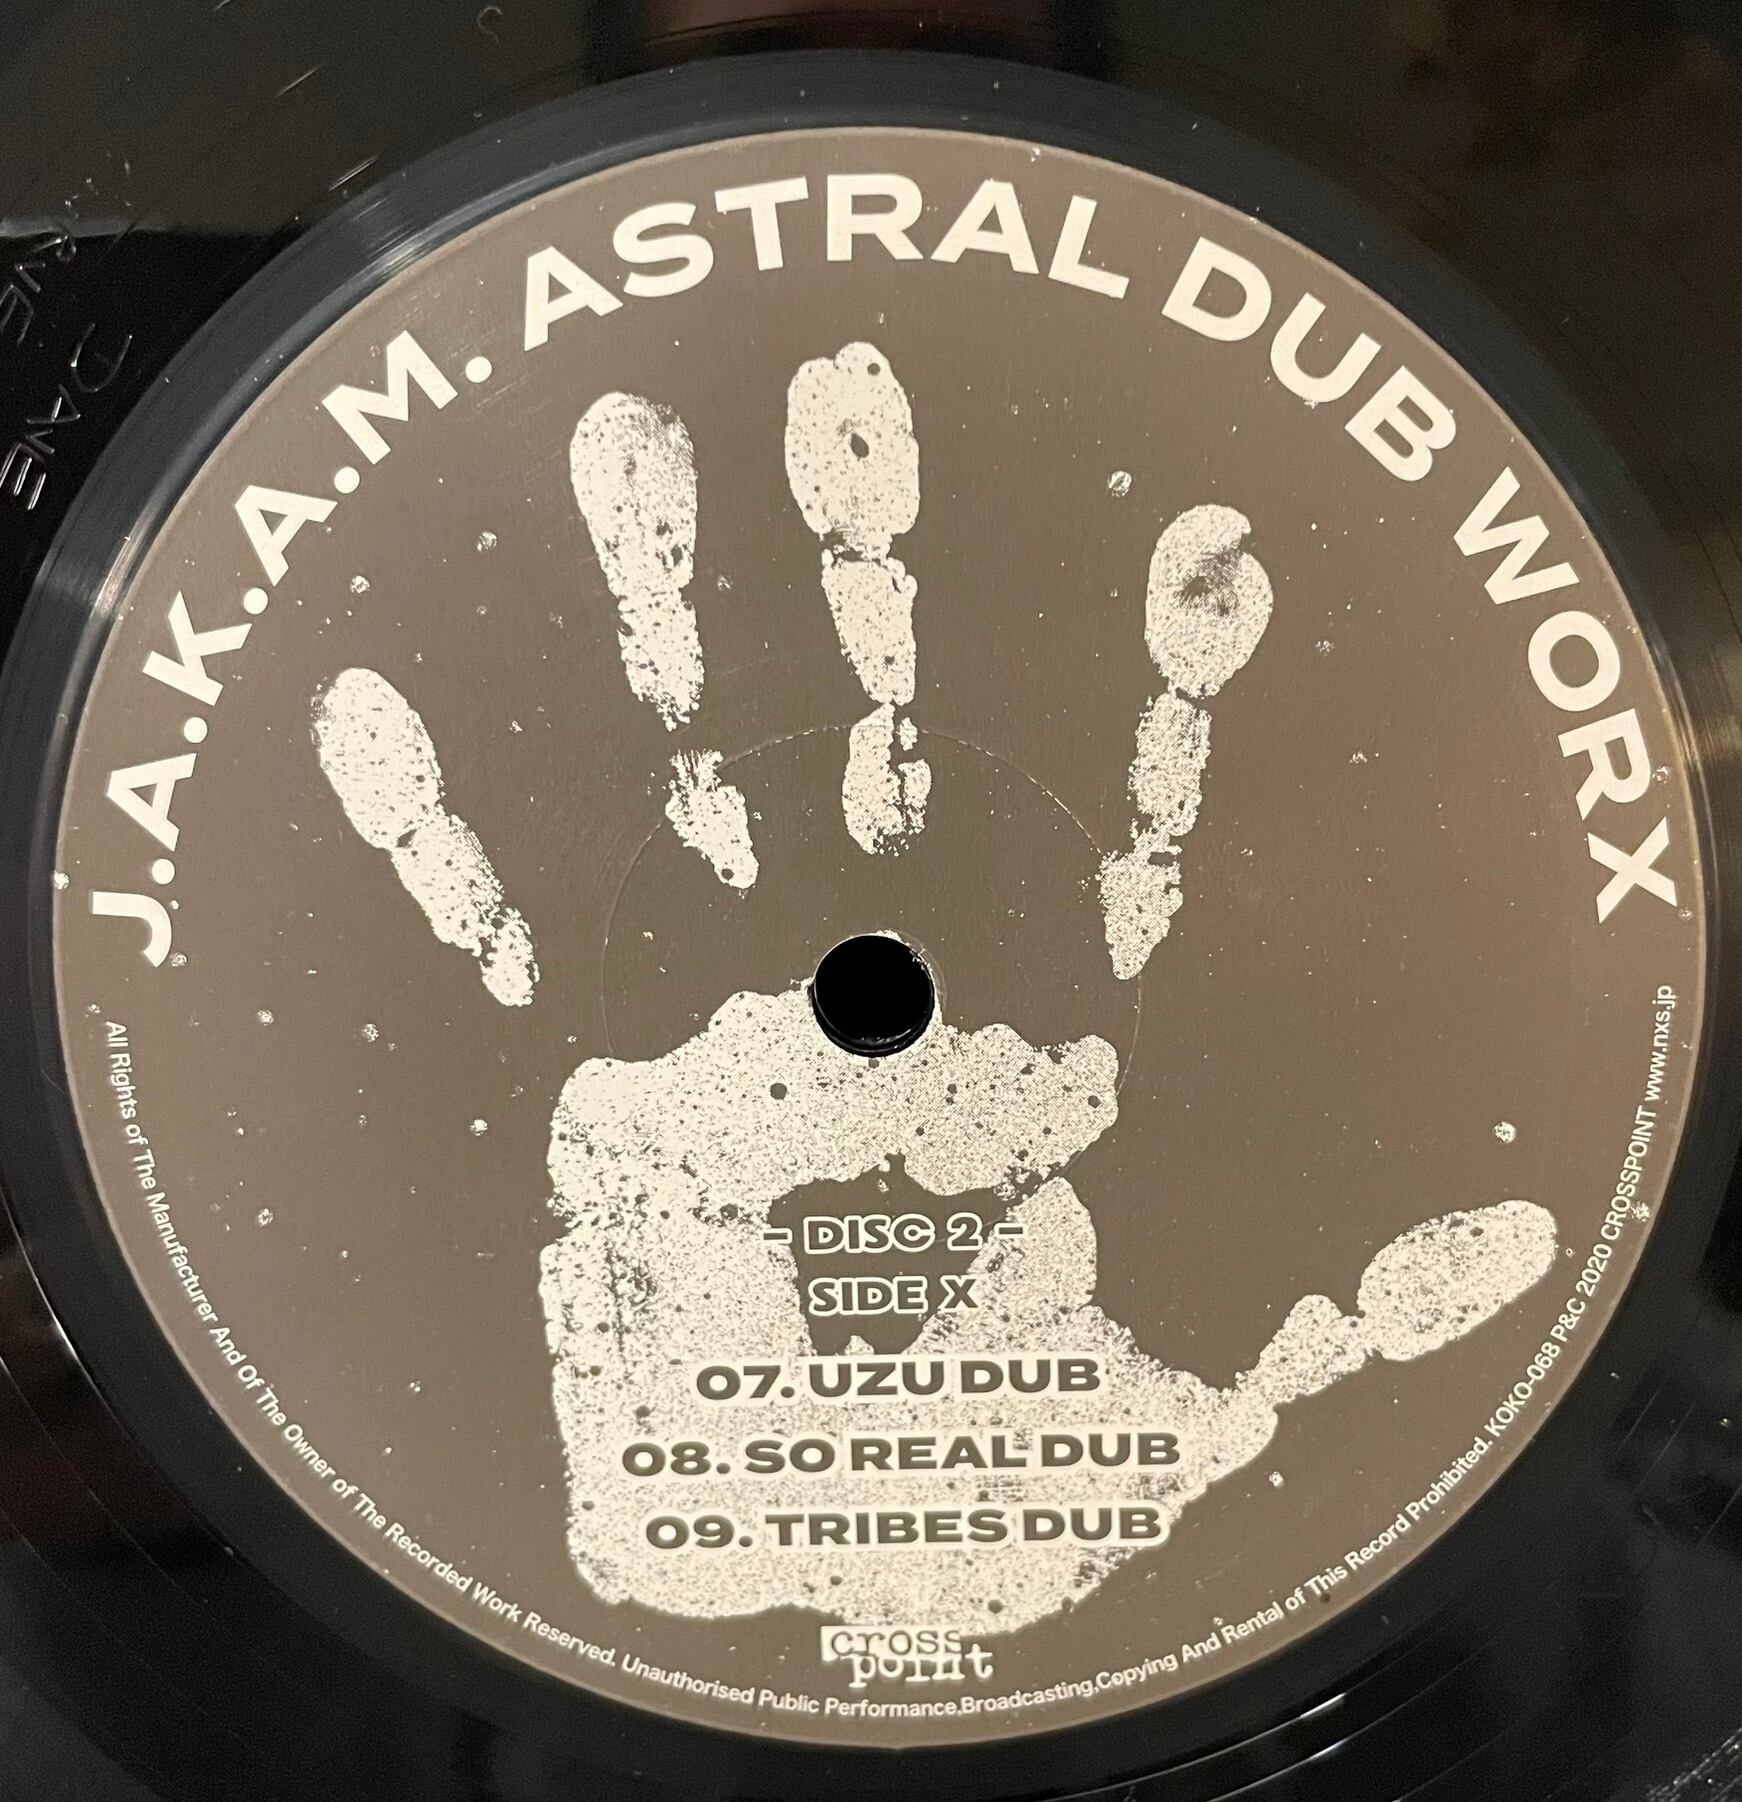 J.A.K.A.M. ASTRAL DUB WORX
- DISC 2 -
SIDE X
07. UZU DUB
08. SO REAL DUB
09. TRIBES DUB
cross
point
All Rights of The Manufacturer And Of The Owner of The Recorded Work Reserved. Unauthorised Public Performance,Broadcasting,Copying And Rental of This Record Prohibited. KOKO-068 P&C 2020 CROSSPOINT www.nxs.jp